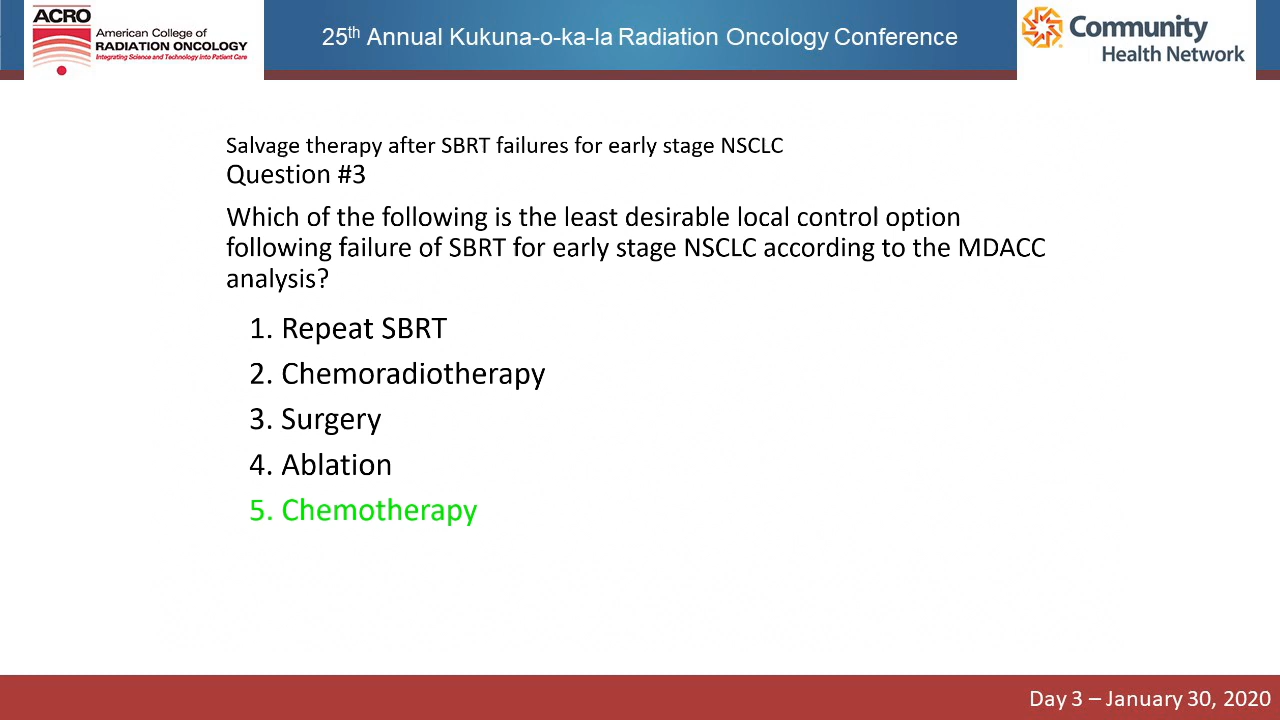 ACRO
American College of
RADIATION ONCOLOGY
Integrating Science and Technology Into Patient Care
25th Annual Kukuna-o-ka-la Radiation Oncology Conference
Community
Health Network
Salvage therapy after SBRT failures for early stage NSCLC
Question #3
Which of the following is the least desirable local control option
following failure of SBRT for early stage NSCLC according to the MDACC
analysis?
1. Repeat SBRT
2. Chemoradiotherapy
3. Surgery
4. Ablation
5. Chemotherapy
Day 3 – January 30, 2020